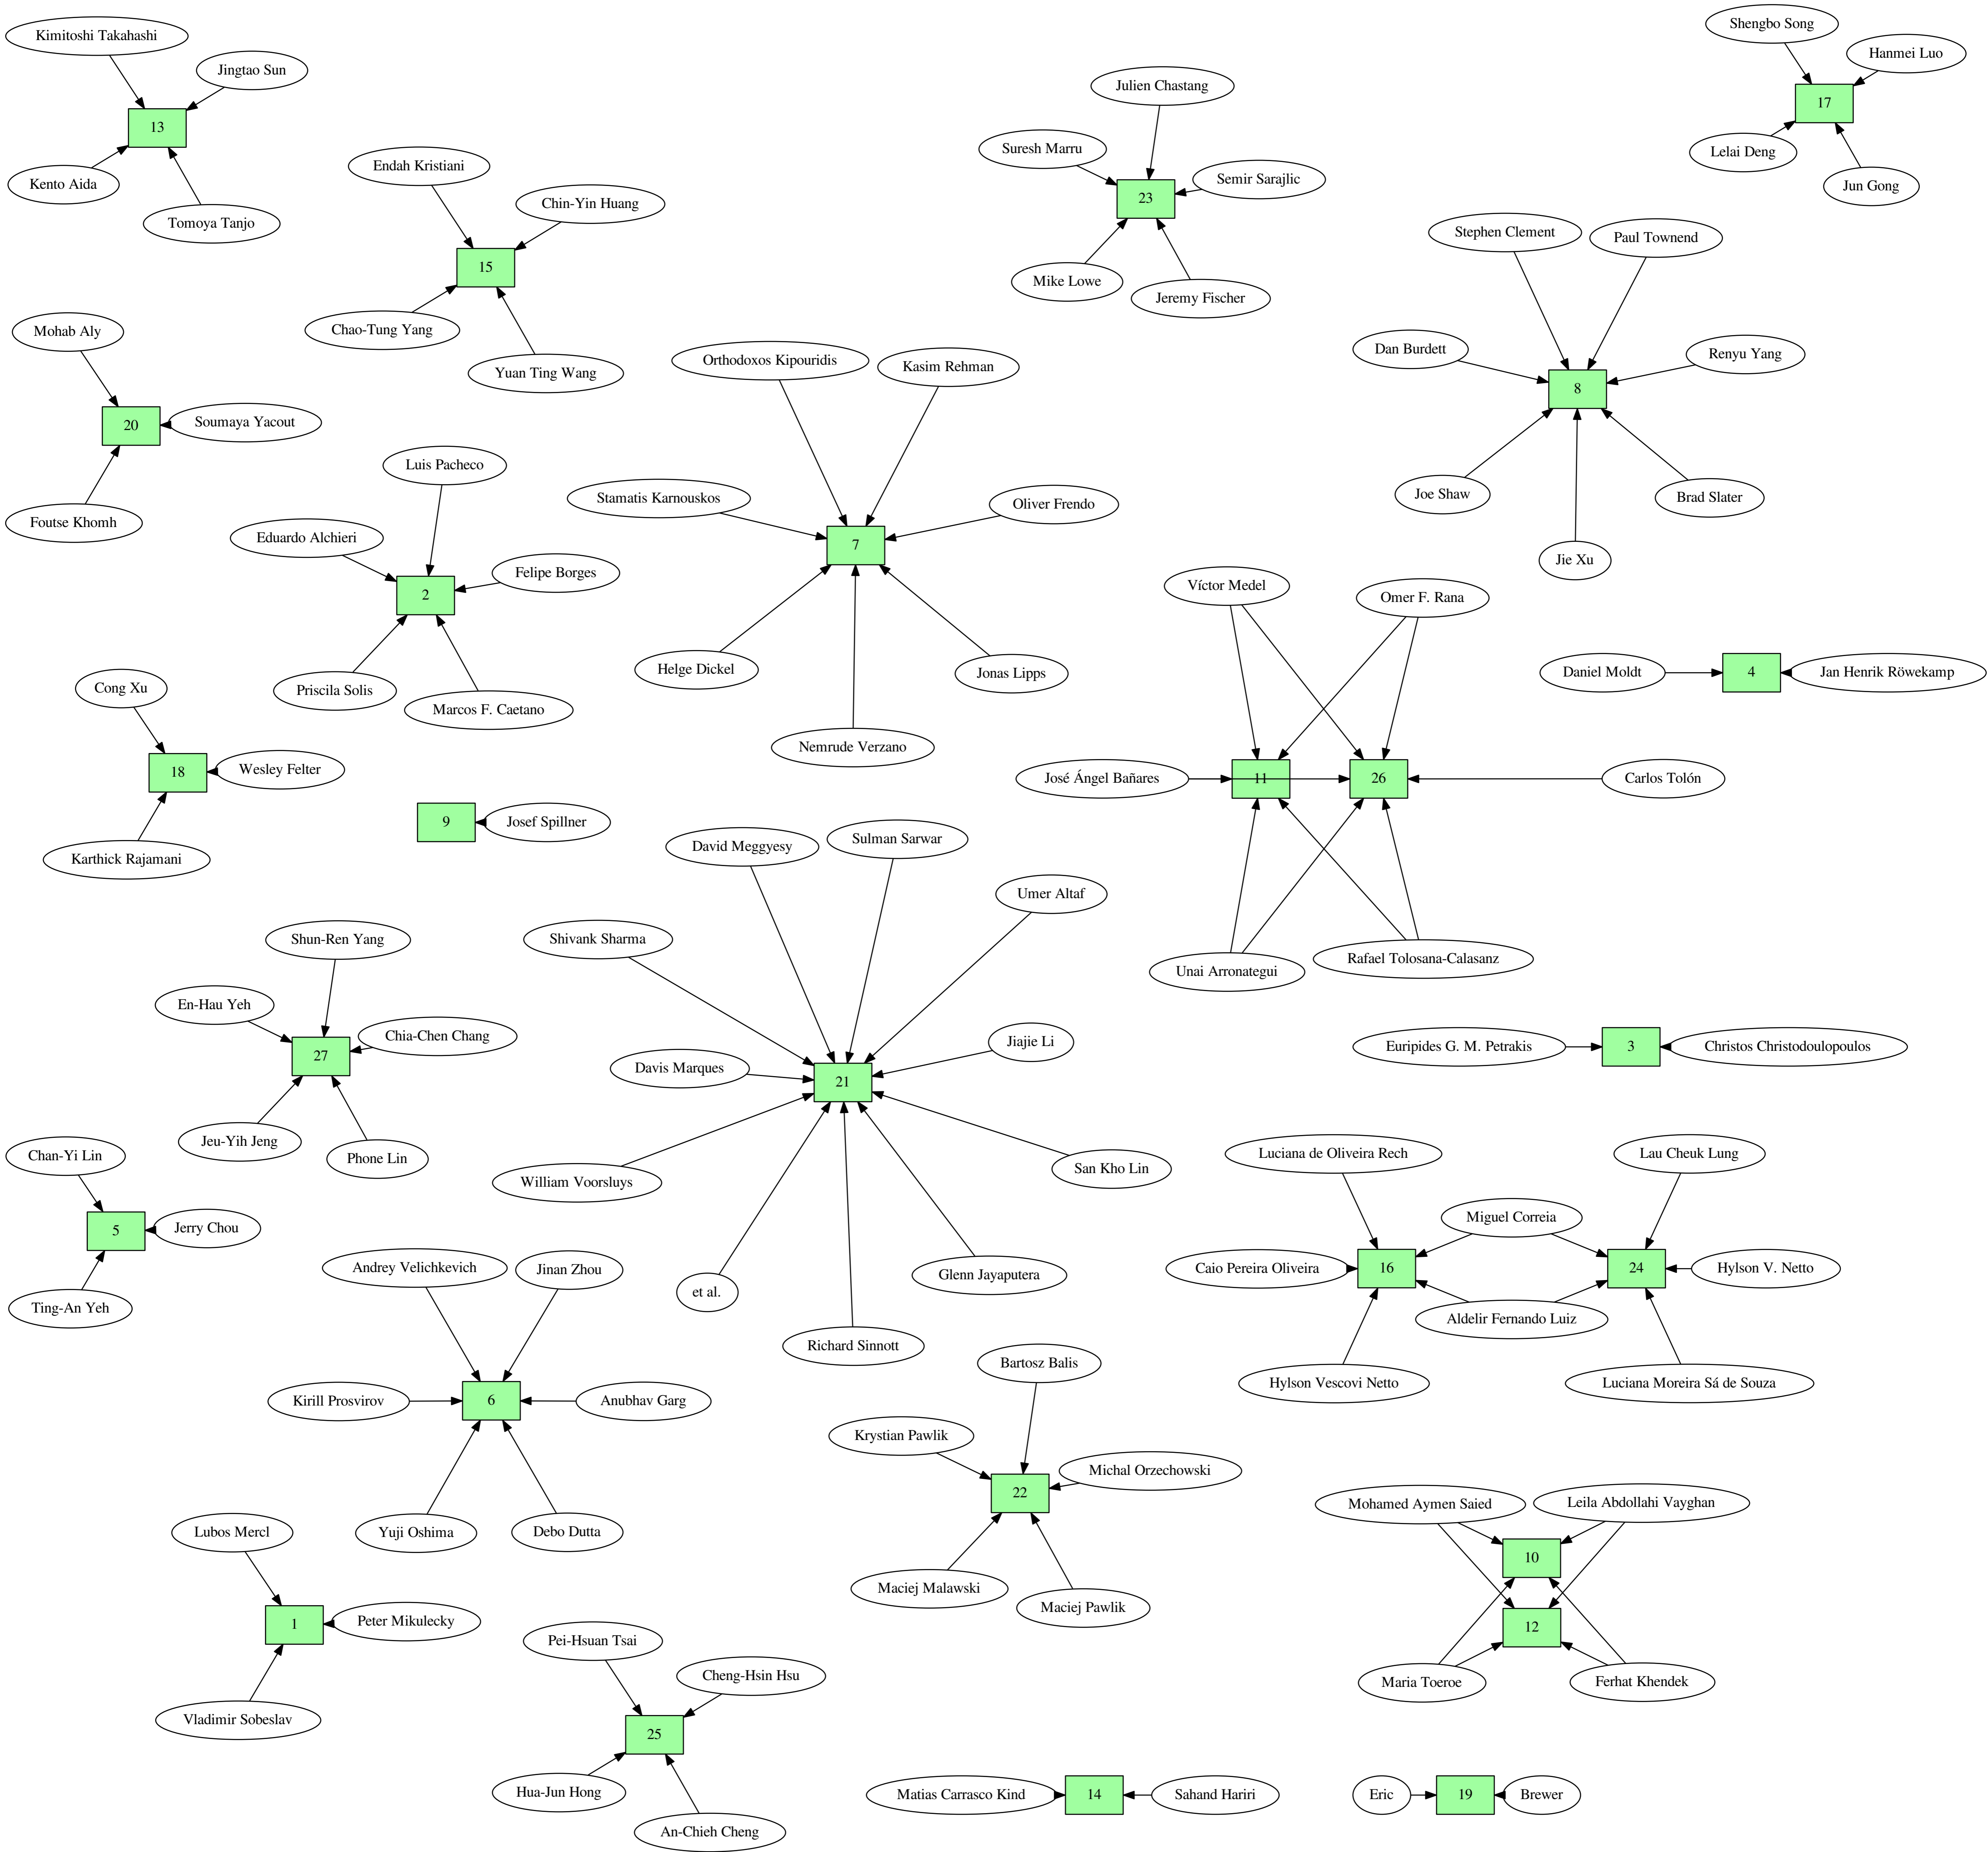 Kimitoshi Takahashi
Jingtao Sun
13
Kento Aida
Tomoya Tanjo
Endah Kristiani
Chin-Yin Huang
15
Chao-Tung Yang
Yuan Ting Wang
Julien Chastang
Suresh Marru
Semir Sarajlic
23
Mike Lowe
Jeremy Fischer
Shengbo Song
Hanmei Luo
17
Lelai Deng
Jun Gong
Stephen Clement
Paul Townend
Dan Burdett
Renyu Yang
8
Joe Shaw
Brad Slater
Jie Xu
Mohab Aly
Soumaya Yacout
20
Foutse Khomh
Luis Pacheco
Eduardo Alchieri
Felipe Borges
2
Priscila Solis
Marcos F. Caetano
Orthodoxos Kipouridis
Kasim Rehman
Stamatis Karnouskos
Oliver Frendo
7
Helge Dickel
Jonas Lipps
Nemrude Verzano
Víctor Medel
Omer F. Rana
José Ángel Bañares
11
26
Carlos Tolón
Unai Arronategui
Rafael Tolosana-Calasanz
Daniel Moldt
4
Jan Henrik Röwekamp
Cong Xu
18
Wesley Felter
Karthick Rajamani
9
Josef Spillner
David Meggyesy
Sulman Sarwar
Umer Altaf
Shivank Sharma
Jiajie Li
Davis Marques
21
William Voorsluys
San Kho Lin
et al.
Glenn Jayaputera
Richard Sinnott
Shun-Ren Yang
En-Hau Yeh
Chia-Chen Chang
27
Jeu-Yih Jeng
Phone Lin
Euripides G. M. Petrakis
3
Christos Christodoulopoulos
Chan-Yi Lin
5
Jerry Chou
Ting-An Yeh
Luciana de Oliveira Rech
Lau Cheuk Lung
Miguel Correia
Caio Pereira Oliveira
16
24
Hylson V. Netto
Aldelir Fernando Luiz
Hylson Vescovi Netto
Luciana Moreira Sá de Souza
Andrey Velichkevich
Jinan Zhou
Kirill Prosvirov
6
Anubhav Garg
Yuji Oshima
Debo Dutta
Bartosz Balis
Krystian Pawlik
Michal Orzechowski
22
Maciej Malawski
Maciej Pawlik
Mohamed Aymen Saied
Leila Abdollahi Vayghan
10
12
Maria Toeroe
Ferhat Khendek
Lubos Mercl
Peter Mikulecky
1
Vladimir Sobeslav
Pei-Hsuan Tsai
Cheng-Hsin Hsu
25
Hua-Jun Hong
An-Chieh Cheng
Matias Carrasco Kind
14
Sahand Hariri
Eric
19
Brewer